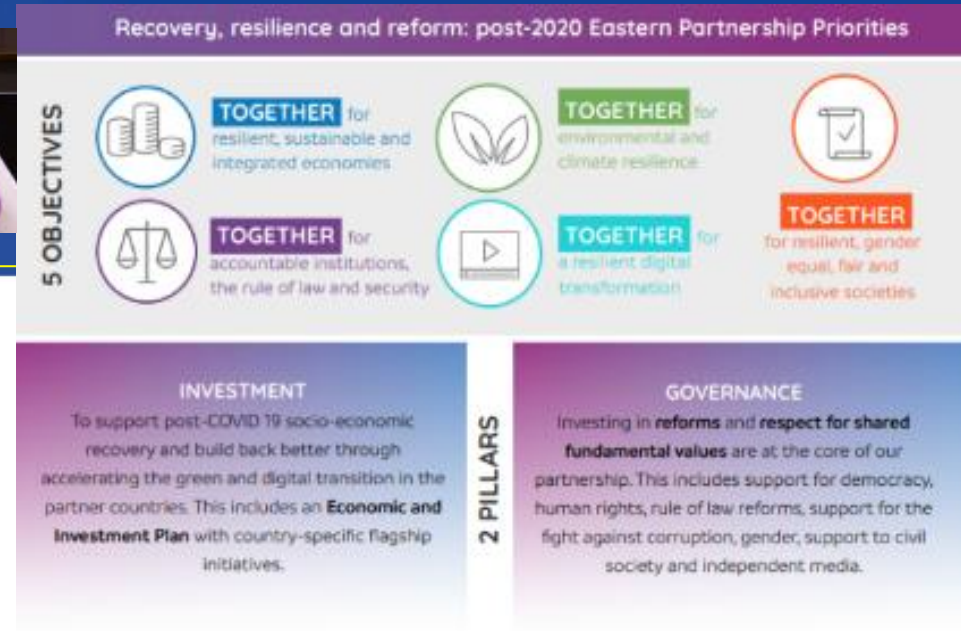 Recovery, resilience and reform: post-2020 Eastern Partnership Priorities
5 OBJECTIVES
TOGETHER for
resilient, sustainable and
integrated economies
TOGETHER for
environmental and
climate resilience
TOGETHER
for resilient, gender
equal, fair and
inclusive societies
TOGETHER for
accountable institutions,
the rule of law and security
TOGETHER for
a resilient digital
transformation
INVESTMENT
To support post-COVID 19 socio-economic
recovery and build back better through
accelerating the green and digital transition in the
partner countries. This includes an Economic and
Investment Plan with country-specific flagship
initiatives.
2 PILLARS
GOVERNANCE
Investing in reforms and respect for shared
fundamental values are at the core of our
partnership. This includes support for democracy,
human rights, rule of law reforms, support for the
fight against corruption, gender, support to civil
society and independent media.